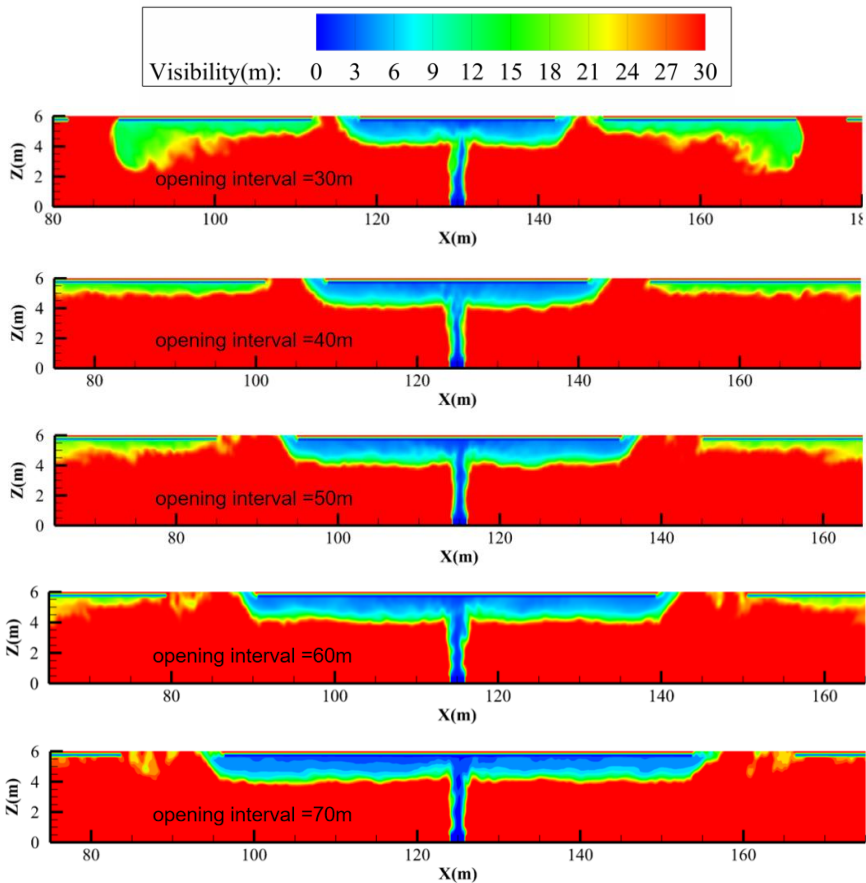 Visibility(m): 0 3 6 9 12 15 18 21 24 27 30
Z(m)
6
4
2
0
opening interval =30m
80 100 120 140 160 18
X(m)
Z(m)
6
4
2
0
opening interval =40m
80 100 120 140 160
X(m)
Z(m)
6
4
2
0
opening interval =50m
80 100 120 140 160
X(m)
Z(m)
6
4
2
0
opening interval =60m
80 100 120 140 160
X(m)
Z(m)
6
4
2
0
opening interval =70m
80 100 120 140 160
X(m)